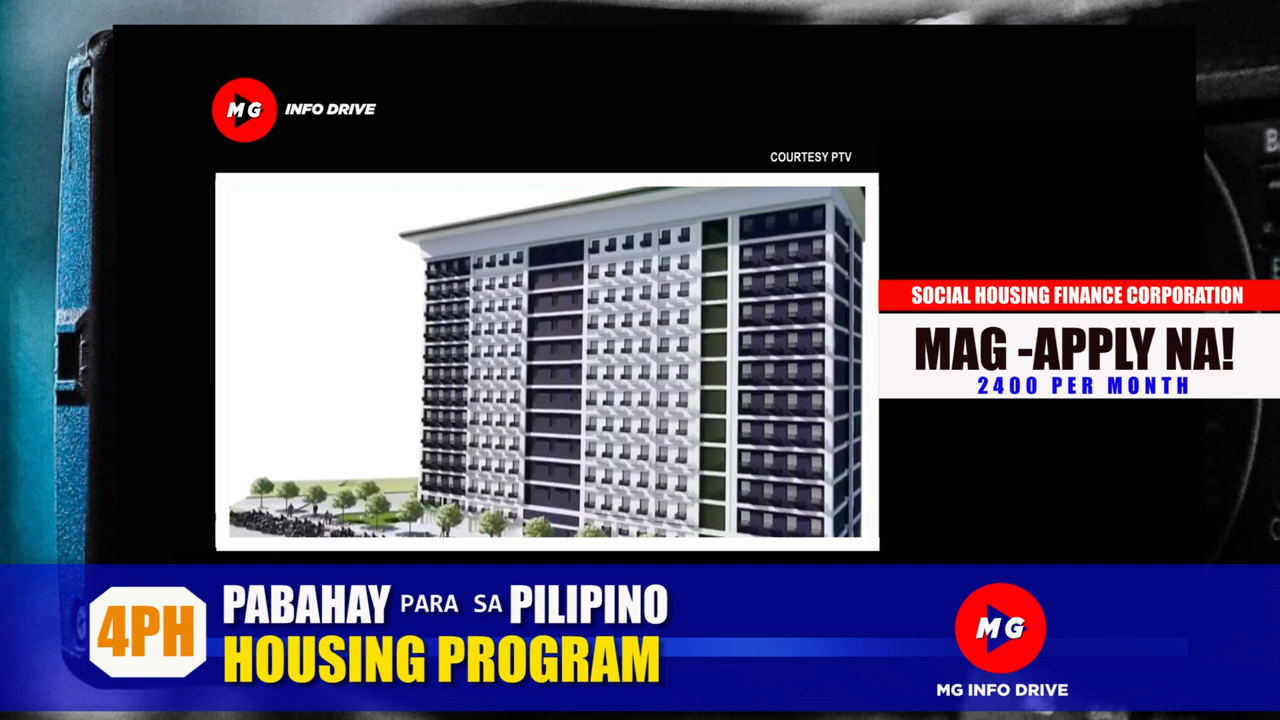 MG INFO DRIVE
COURTESY PTV
SOCIAL HOUSING FINANCE CORPORATION
MAG -APPLY NA!
2400 PER MONTH
4PH
PABAHAY PARA SA PILIPINO
HOUSING PROGRAM
MG
MG INFO DRIVE